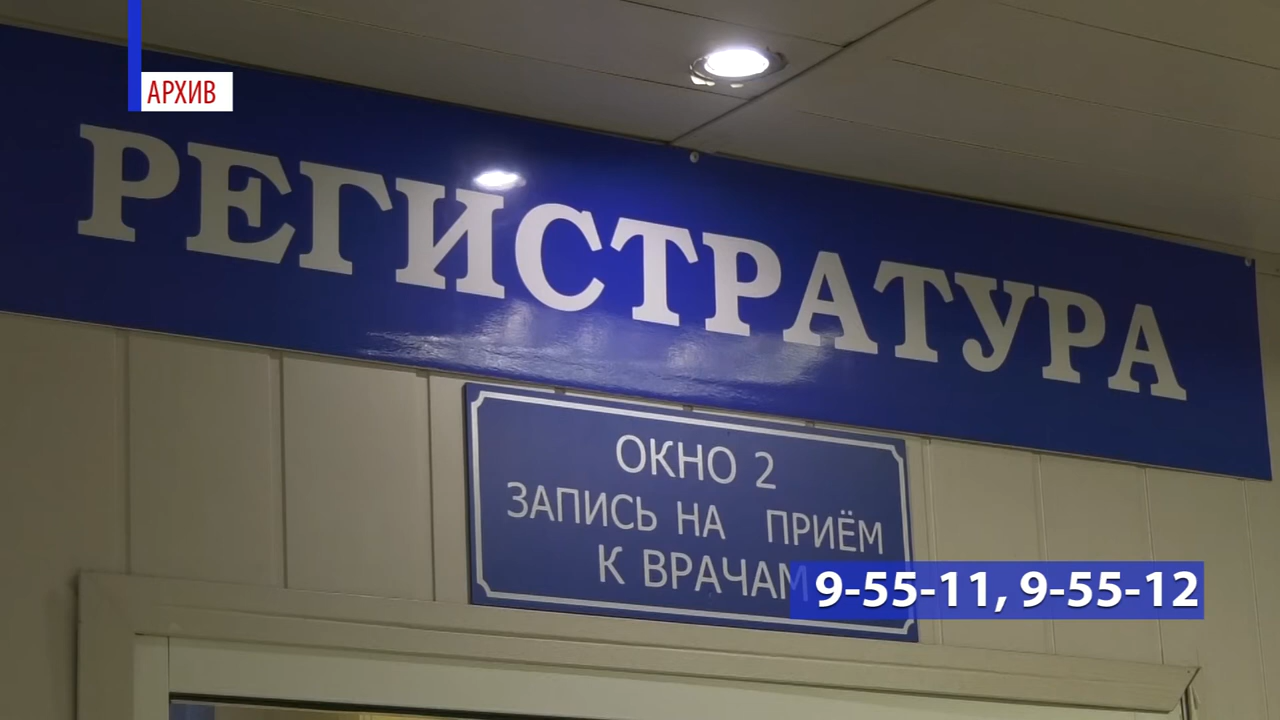 АРХИВ
РЕГИСТРАТУРА
ОКНО 2
ЗАПИСЬ НА ПРИЁМ
К ВРАЧАМ
9-55-11, 9-55-12